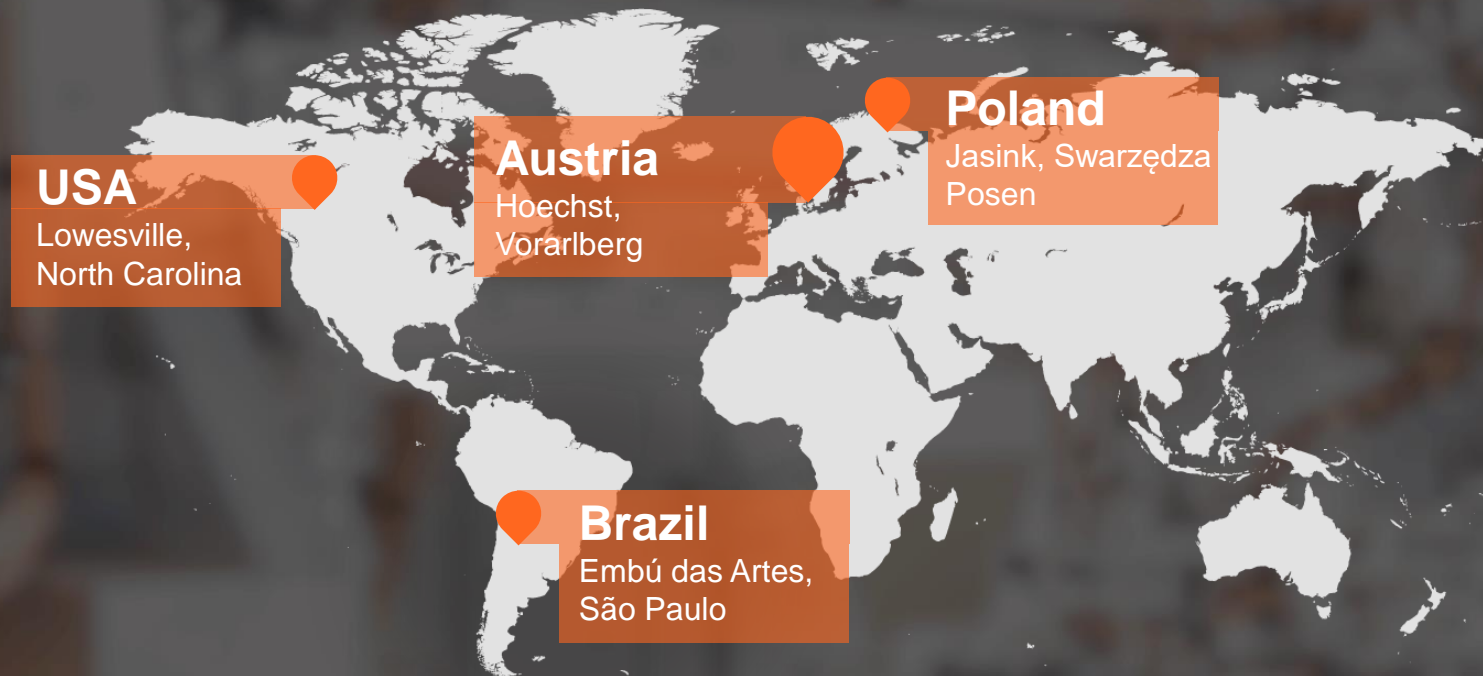 USA
Lowesville,
North Carolina
Austria
Hoechst,
Vorarlberg
Poland
Jasink, Swarzędza
Posen
Brazil
Embú das Artes,
São Paulo